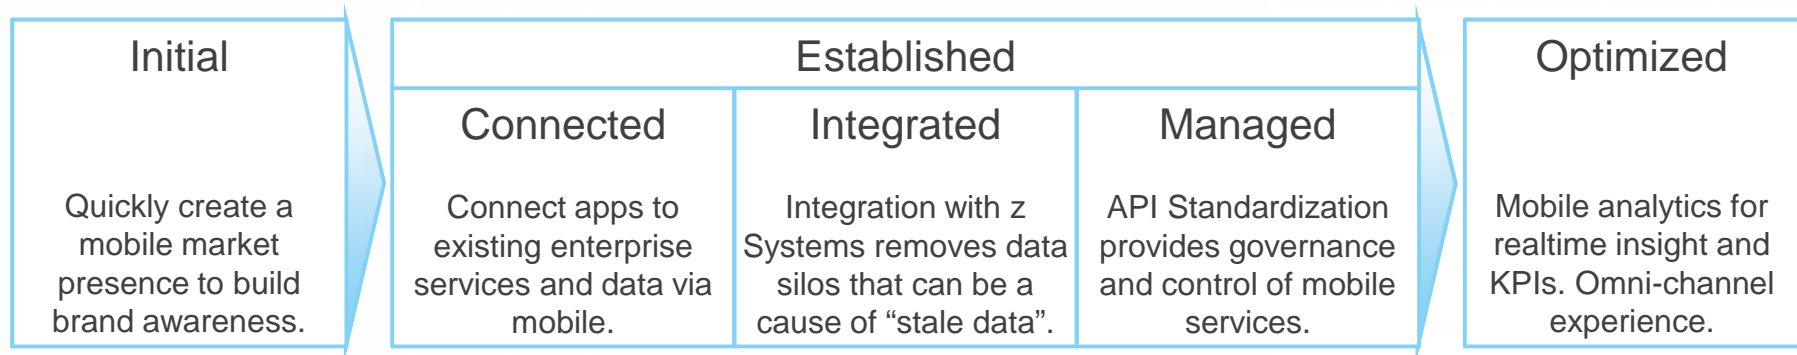 Initial
Quickly create a
mobile market
presence to build
brand awareness.
Established
Connected
Connect apps to
existing enterprise
services and data via
mobile.
Integrated
Integration with z
Systems removes data
silos that can be a
cause of “stale data”.
Managed
API Standardization
provides governance
and control of mobile
services.
Optimized
Mobile analytics for
realtime insight and
KPIs. Omni-channel
experience.